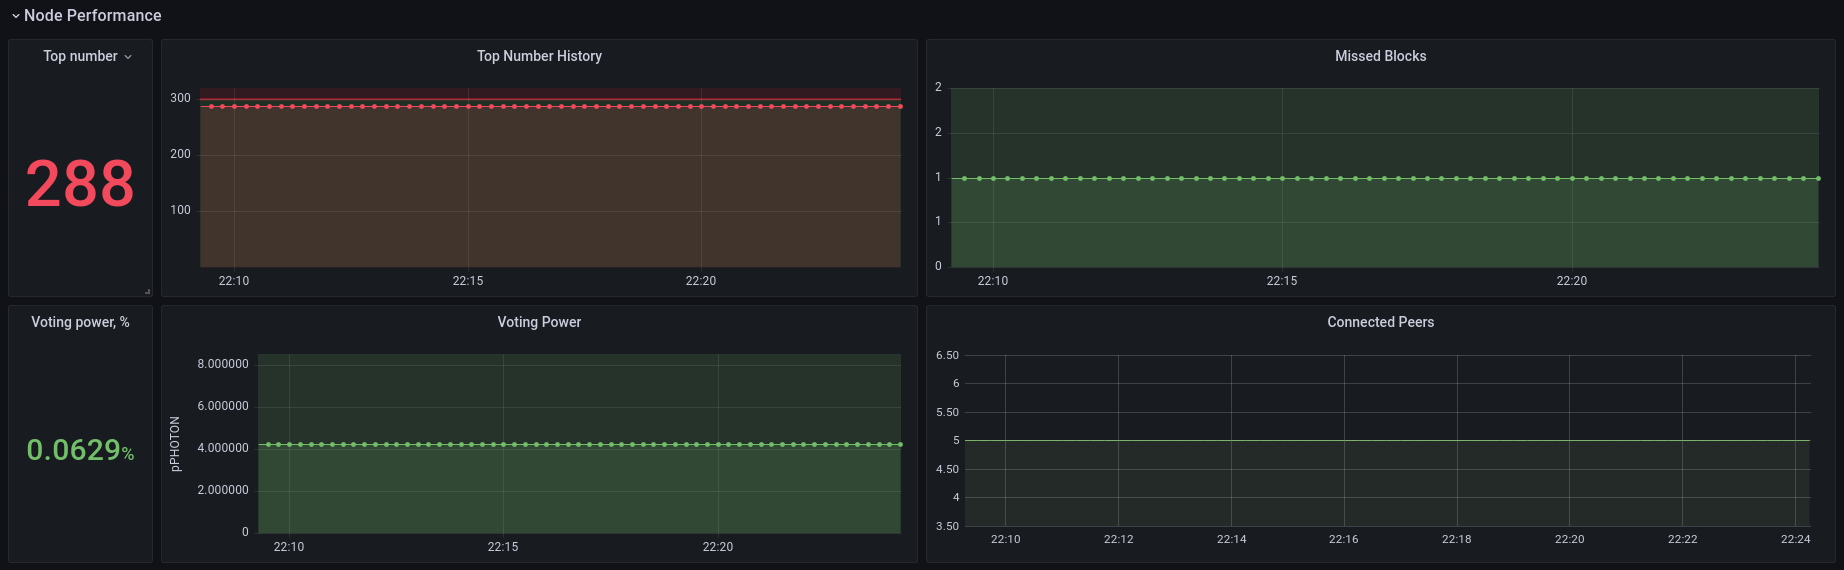 Node Performance
Top number
288
Top Number History
300
200
100
22:10 22:15 22:20
Missed Blocks
2
2
1
1
0
22:10 22:15 22:20
Voting power, %
0.0629%
Voting Power
pPHOTON
8.000000
6.000000
4.000000
2.000000
0
22:10 22:15 22:20
Connected Peers
6.50
6
5.50
5
4.50
4
3.50
22:10 22:12 22:14 22:16 22:18 22:20 22:22 22:24